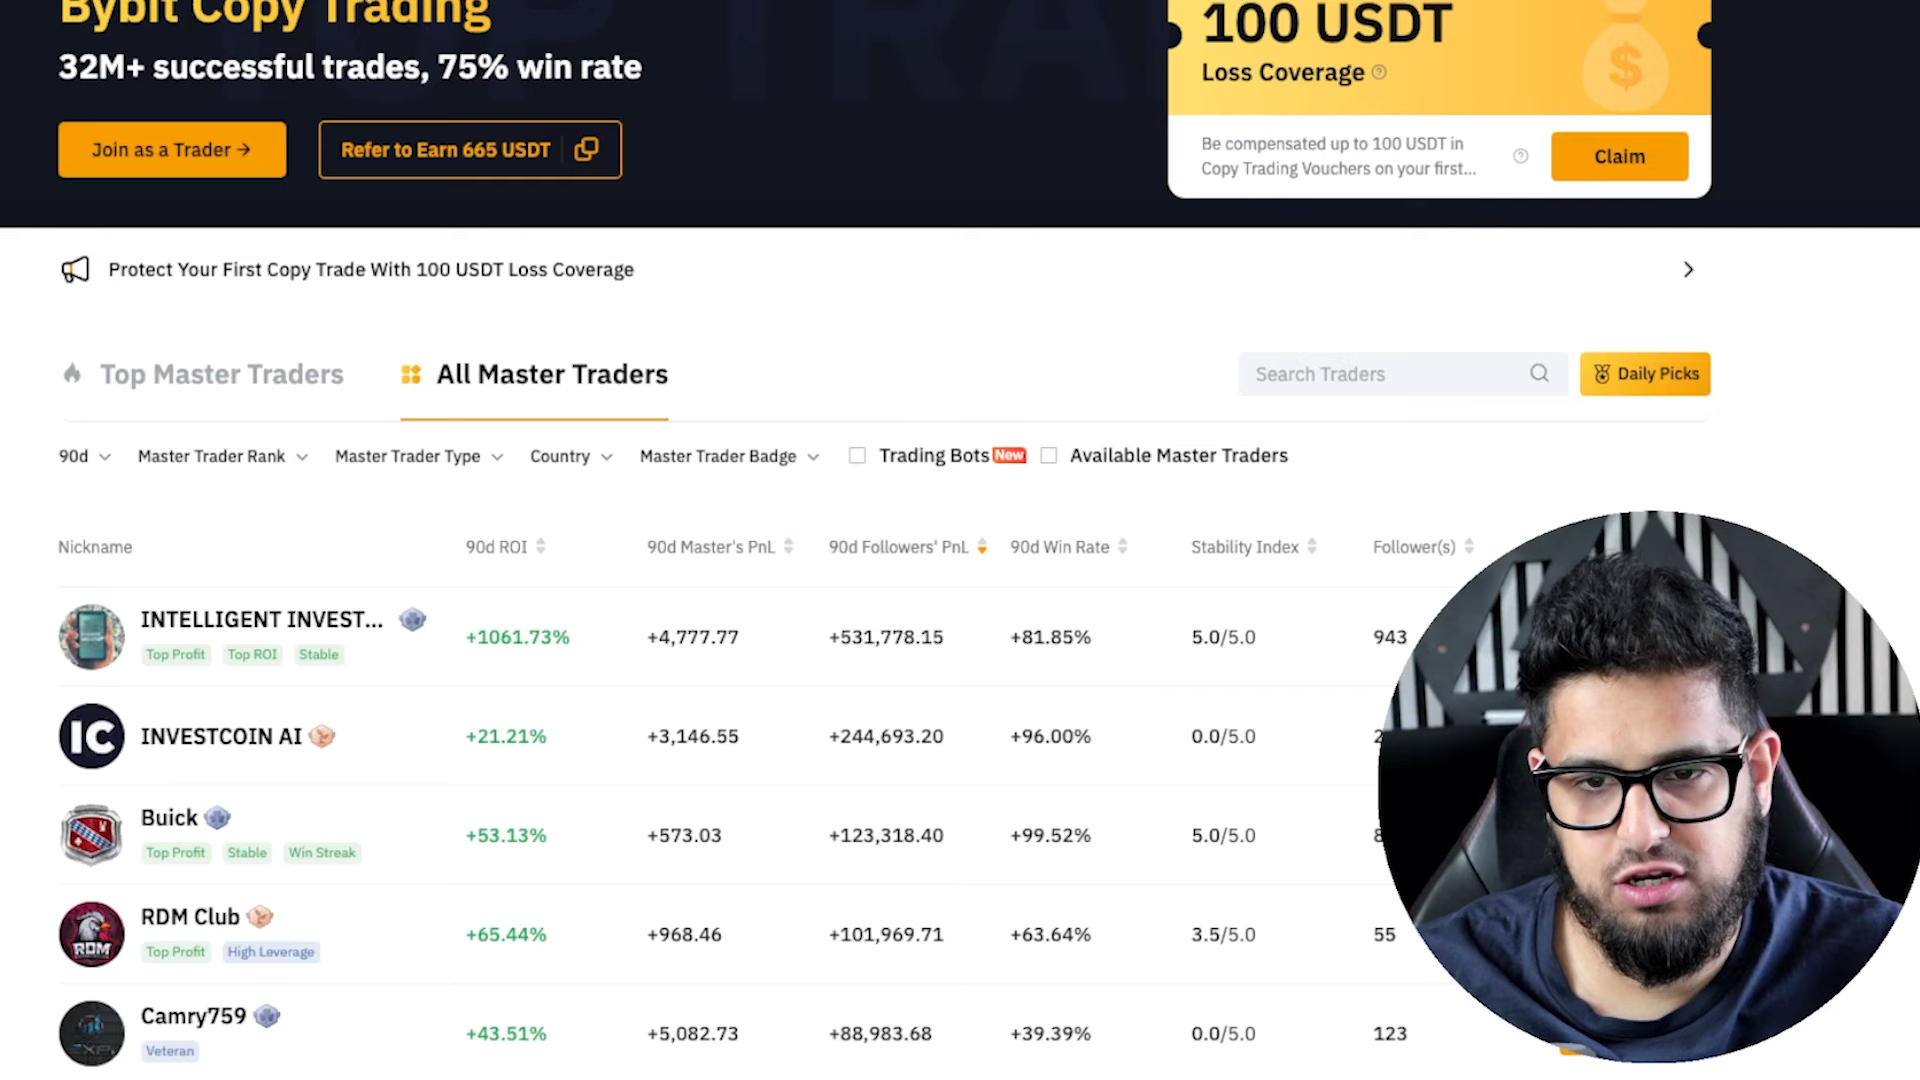 Bybit Copy Trading
32M+ successful trades, 75% win rate
Join as a Trader →
Refer to Earn 665 USDT
100 USDT
Loss Coverage
Be compensated up to 100 USDT in
Copy Trading Vouchers on your first...
Claim
Protect Your First Copy Trade With 100 USDT Loss Coverage
Top Master Traders
All Master Traders
Search Traders
Daily Picks
90d
Master Trader Rank
Master Trader Type
Country
Master Trader Badge
Trading Bots New
Available Master Traders
Nickname 90d ROI 90d Master's PnL 90d Followers' PnL 90d Win Rate Stability Index Follower(s)
INTELLIGENT INVEST... +1061.73% +4,777.77 +531,778.15 +81.85% 5.0/5.0 943
Top Profit Top ROI Stable
IC INVESTCOIN AI +21.21% +3,146.55 +244,693.20 +96.00% 0.0/5.0
Buick +53.13% +573.03 +123,318.40 +99.52% 5.0/5.0
Top Profit Stable Win Streak
RDM RDM Club +65.44% +968.46 +101,969.71 +63.64% 3.5/5.0 55
Top Profit High Leverage
Camry759 +43.51% +5,082.73 +88,983.68 +39.39% 0.0/5.0 123
Veteran